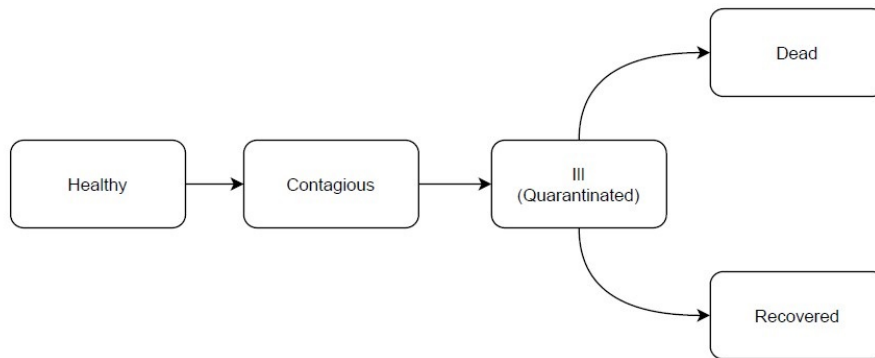 Dead
Healthy
Contagious
Ill
(Quarantinated)
Recovered